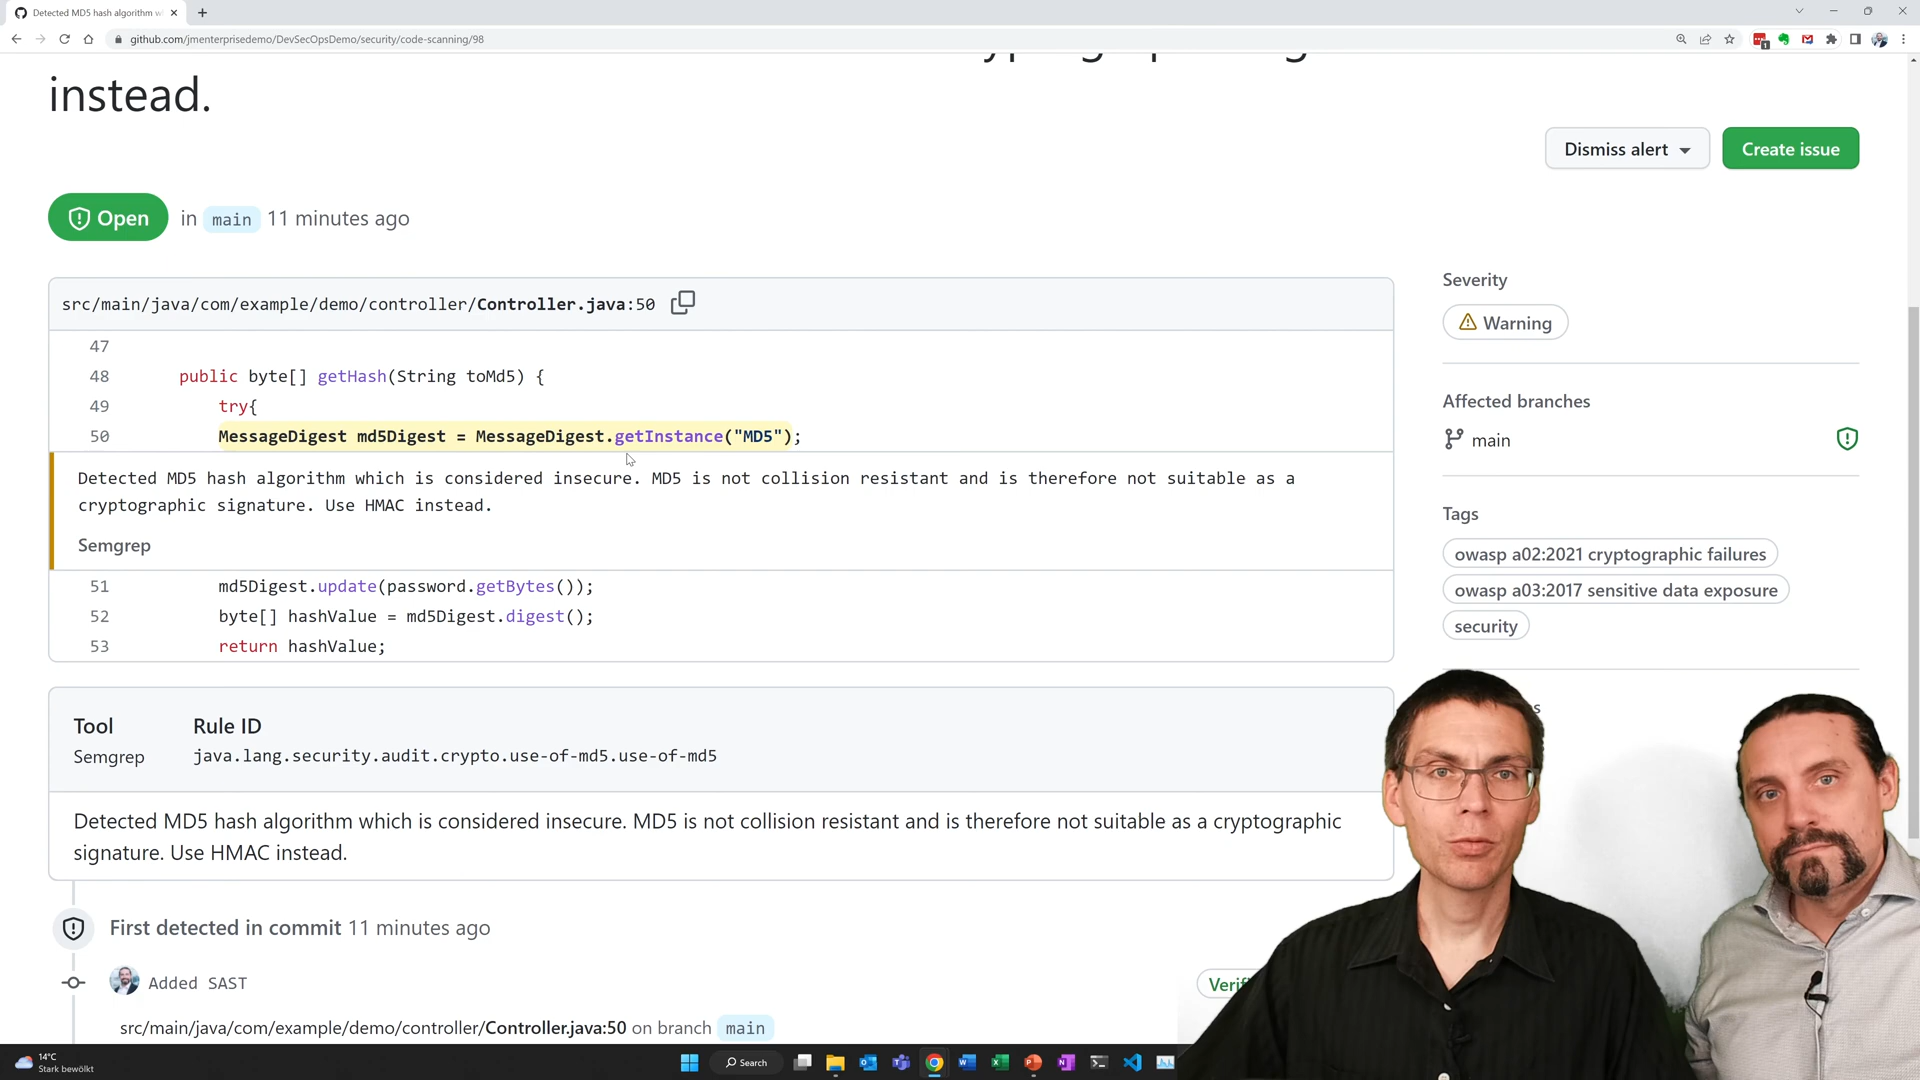 Detected MD5 hash algorithm w
github.com/jmenterprisedemo/DevSecOpsDemo/security/code-scanning/98
instead.
Dismiss alert
Create issue
Open in main 11 minutes ago
src/main/java/com/example/demo/controller/Controller.java:50
47
48 public byte[] getHash(String toMd5) {
49 try{
50 MessageDigest md5Digest = MessageDigest.getInstance("MD5");
Detected MD5 hash algorithm which is considered insecure. MD5 is not collision resistant and is therefore not suitable as a
cryptographic signature. Use HMAC instead.
Semgrep
51 md5Digest.update(password.getBytes());
52 byte[] hashValue = md5Digest.digest();
53 return hashValue;
Severity
Warning
Affected branches
main
Tags
owasp a02:2021 cryptographic failures
owasp a03:2017 sensitive data exposure
security
Tool Rule ID
Semgrep java.lang.security.audit.crypto.use-of-md5.use-of-md5
Detected MD5 hash algorithm which is considered insecure. MD5 is not collision resistant and is therefore not suitable as a cryptographic
signature. Use HMAC instead.
First detected in commit 11 minutes ago
Added SAST
Verif
src/main/java/com/example/demo/controller/Controller.java:50 on branch main
14°C
Stark bewölkt
Search